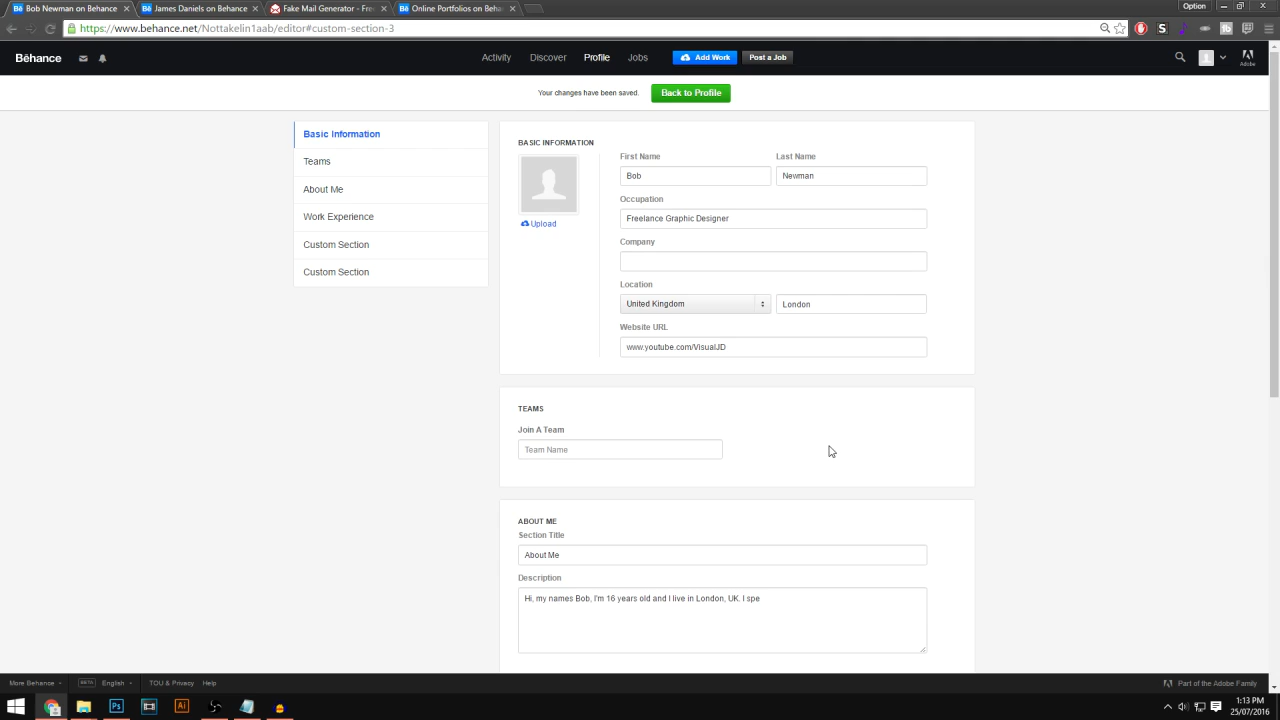 Bob Newman on Behance
James Daniels on Behance
Fake Mail Generator - Fre
Online Portfolios on Beh
Option
https://www.behance.net/Nottakelin1aab/editor#custom-section-3
Bēhance
Activity
Discover
Profile
Jobs
Add Work
Post a Job
Adobe
Your changes have been saved.
Back to Profile
Basic Information
Teams
About Me
Work Experience
Custom Section
Custom Section
BASIC INFORMATION
Upload
First Name
Last Name
Bob
Newman
Occupation
Freelance Graphic Designer
Company
Location
United Kingdom
London
Website URL
www.youtube.com/VisualJD
TEAMS
Join A Team
Team Name
ABOUT ME
Section Title
About Me
Description
Hi, my names Bob, I'm 16 years old and I live in London, UK. I spe
More Behance
BETA
English
TOU & Privacy
Help
Part of the Adobe Family
1:13 PM
25/07/2016